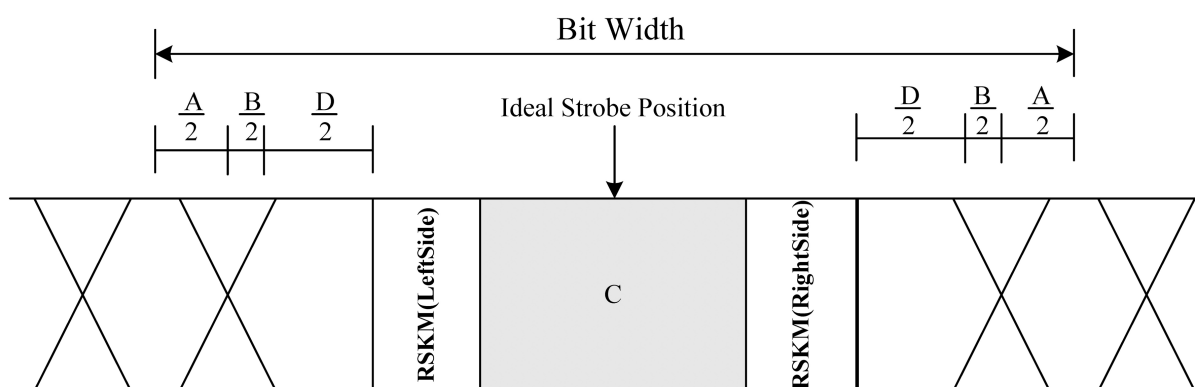 Bit Width
A
2
B
2
D
2
Ideal Strobe Position
D
2
B
2
A
2
RSKM(LeftSide)
C
RSKM(RightSide)